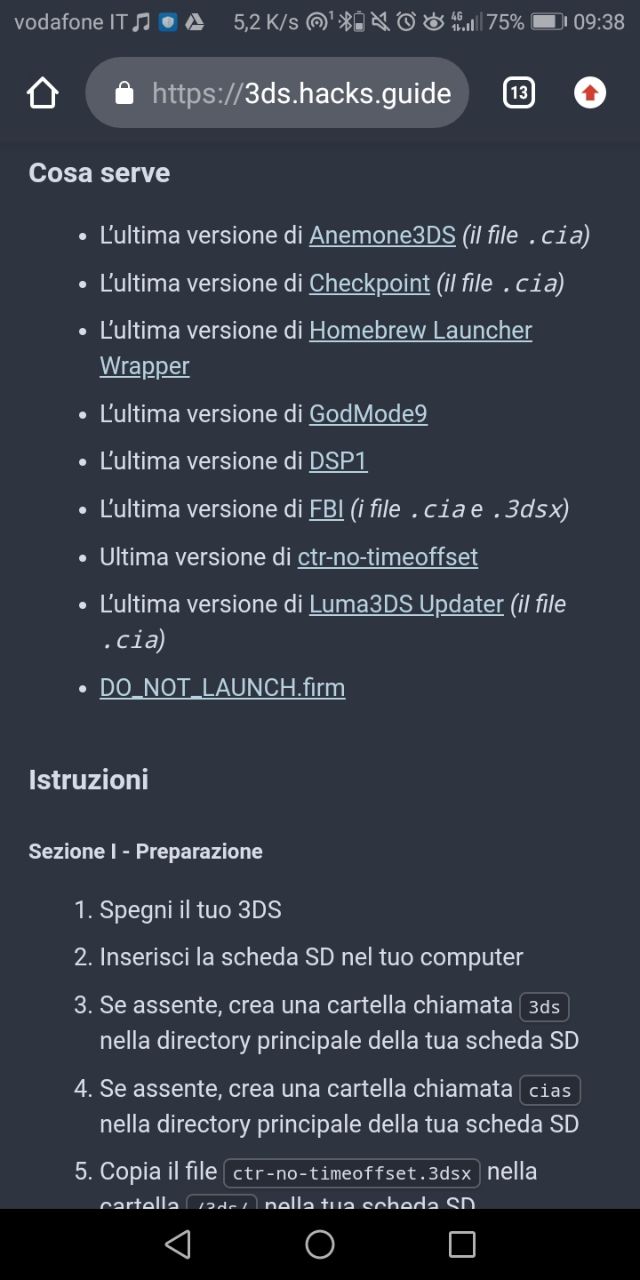 vodafone IT 5,2 K/s 1 4G 75% 09:38
https://3ds.hacks.guide 13
Cosa serve
• L’ultima versione di Anemone3DS (il file .cia)
• L’ultima versione di Checkpoint (il file .cia)
• L’ultima versione di Homebrew Launcher
Wrapper
• L’ultima versione di GodMode9
• L’ultima versione di DSP1
• L’ultima versione di FBI (i file .cia e .3dsx)
• Ultima versione di ctr-no-timeoffset
• L’ultima versione di Luma3DS Updater (il file
.cia)
• DO_NOT_LAUNCH.firm
Istruzioni
Sezione I - Preparazione
1. Spegni il tuo 3DS
2. Inserisci la scheda SD nel tuo computer
3. Se assente, crea una cartella chiamata 3ds
nella directory principale della tua scheda SD
4. Se assente, crea una cartella chiamata cias
nella directory principale della tua scheda SD
5. Copia il file ctr-no-timeoffset.3dsx nella
cartella /3ds/ nella tua scheda SD